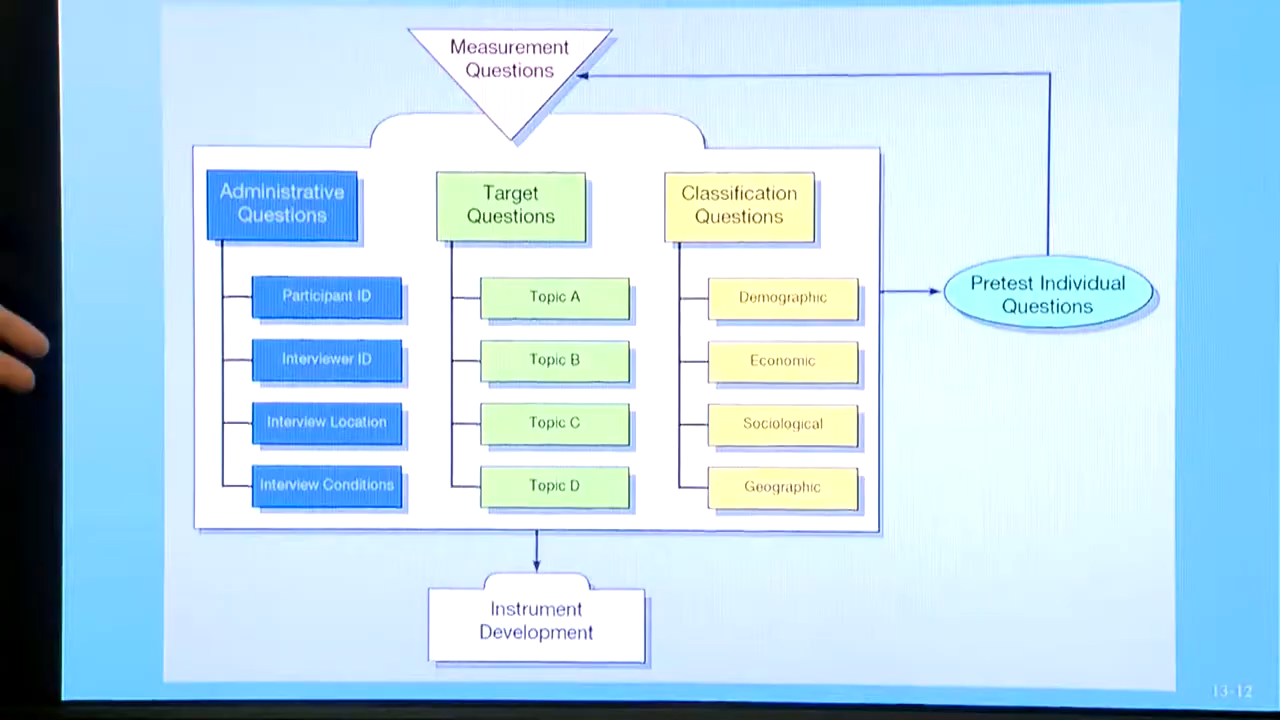 Measurement
Questions
Administrative
Questions
Participant ID
Interviewer ID
Interview Location
Interview Conditions
Target
Questions
Topic A
Topic B
Topic C
Topic D
Classification
Questions
Demographic
Economic
Sociological
Geographic
Pretest Individual
Questions
Instrument
Development
13-12